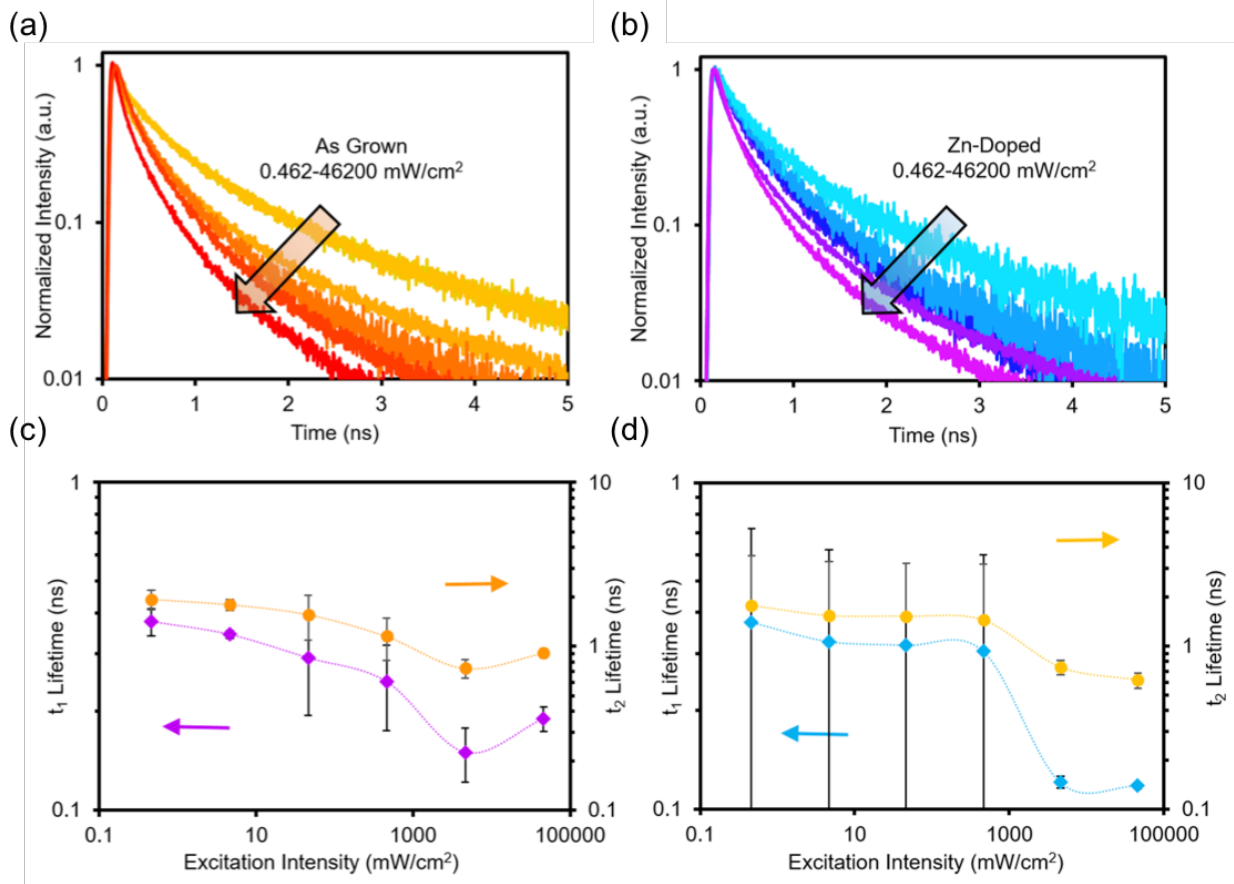 (a)
Normalized Intensity (a.u.)
1
0.1
0.01
As Grown
0.462-46200 mW/cm²
0 1 2 3 4 5
Time (ns)
(b)
Normalized Intensity (a.u.)
1
0.1
0.01
Zn-Doped
0.462-46200 mW/cm²
0 1 2 3 4 5
Time (ns)
(c)
t₁ Lifetime (ns)
1
0.1
10
1
0.1
t₂ Lifetime (ns)
0.1 10 1000 100000
Excitation Intensity (mW/cm²)
(d)
t₁ Lifetime (ns)
1
0.1
10
1
0.1
t₂ Lifetime (ns)
0.1 10 1000 100000
Excitation Intensity (mW/cm²)